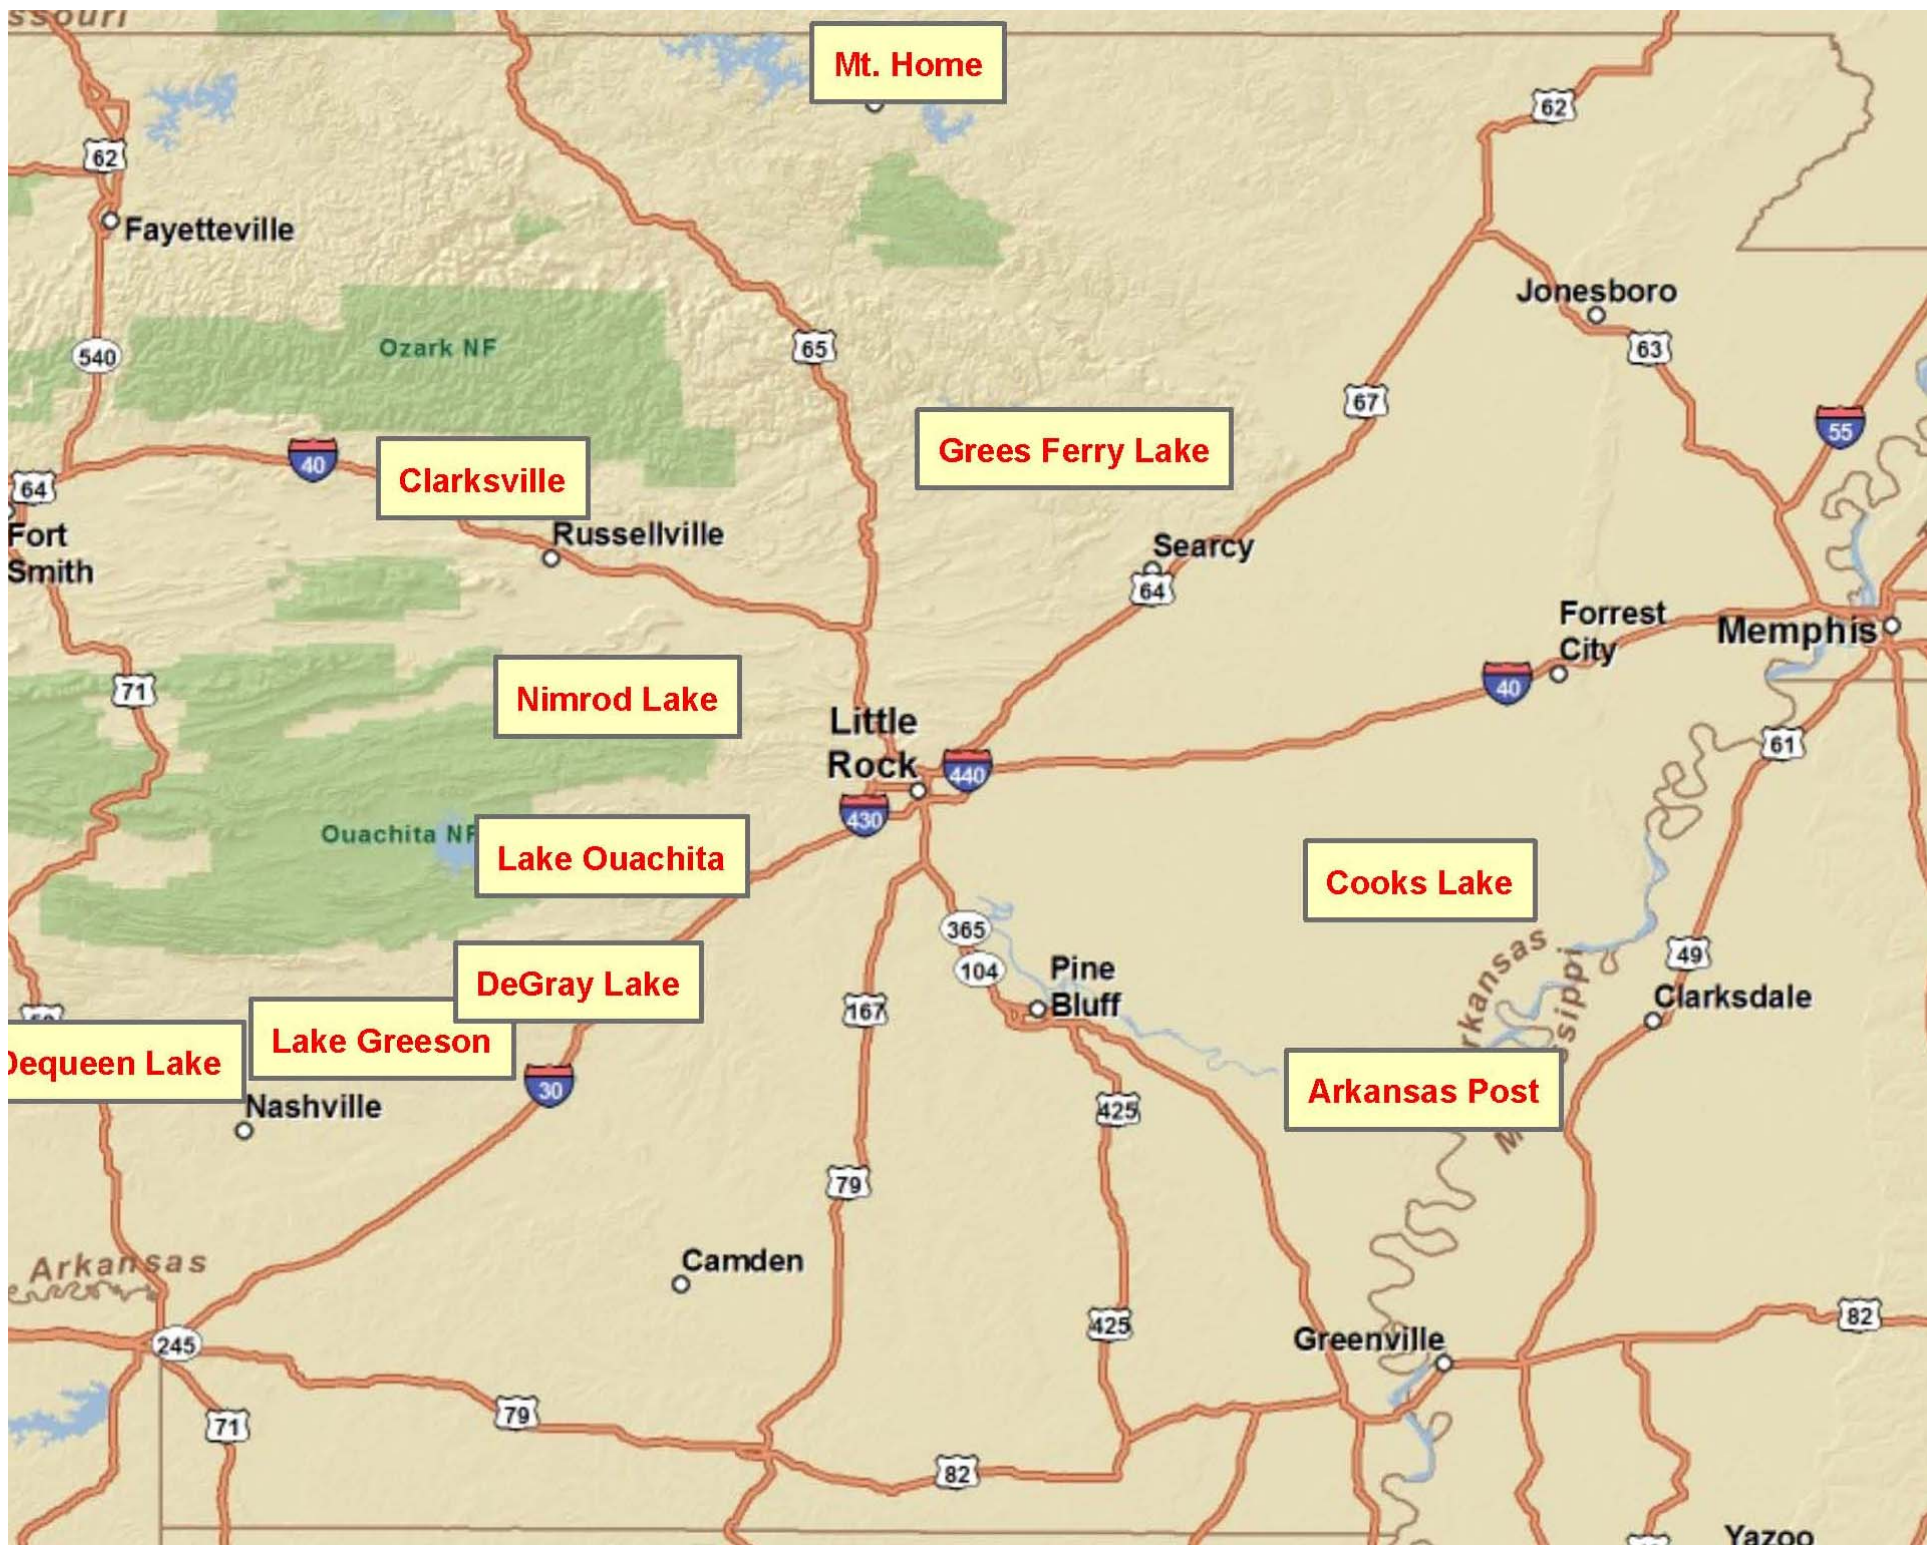 ssouri
Mt. Home
62
62
Fayetteville
Jonesboro
Ozark NF
65
63
540
67
55
Grees Ferry Lake
40
Clarksville
64
Fort
Smith
Russellville
Searcy
64
Forrest
City
Memphis
71
Nimrod Lake
40
Little
Rock
61
440
430
Ouachita NF
Lake Ouachita
Cooks Lake
365
Arkansas
49
104
Pine
Bluff
DeGray Lake
Clarksdale
167
ssippi
Lake Greeson
Dequeen Lake
30
Arkansas Post
Nashville
425
M
79
Arkansas
Camden
82
425
Greenville
245
79
71
82
Yazoo